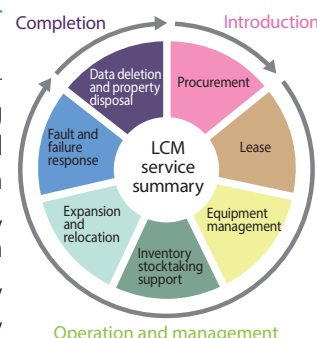 Completion
Introduction
Data deletion
and property
disposal
Procurement
Fault and
failure
response
LCM
service
summary
Lease
Expansion
and
relocation
Equipment
management
Inventory
stocktaking
support
Operation and management